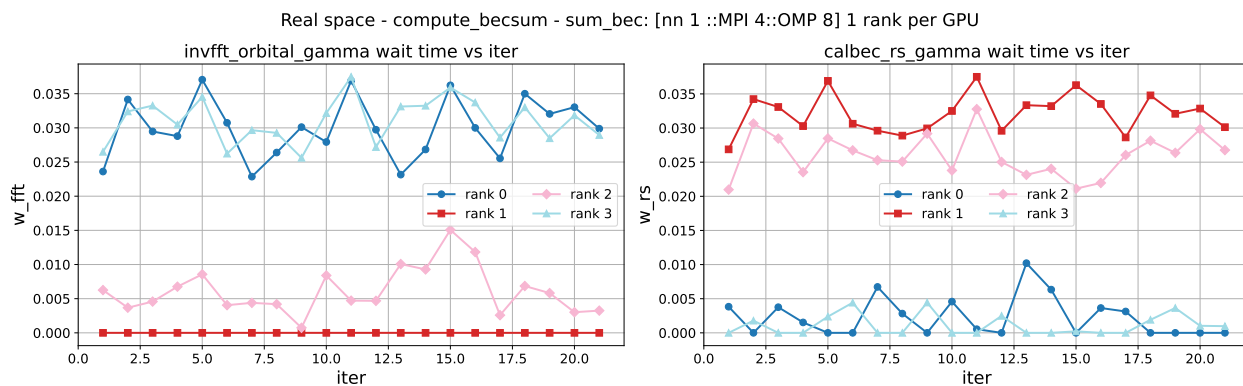 Real space - compute_becsum - sum_bec: [nn 1 ::MPI 4::OMP 8] 1 rank per GPU
invfft_orbital_gamma wait time vs iter
w_fft
0.035
0.030
0.025
0.020
0.015
0.010
0.005
0.000
rank 0
rank 1
rank 2
rank 3
0.0 2.5 5.0 7.5 10.0 12.5 15.0 17.5 20.0
iter
calbec_rs_gamma wait time vs iter
w_rs
0.035
0.030
0.025
0.020
0.015
0.010
0.005
0.000
rank 0
rank 1
rank 2
rank 3
0.0 2.5 5.0 7.5 10.0 12.5 15.0 17.5 20.0
iter